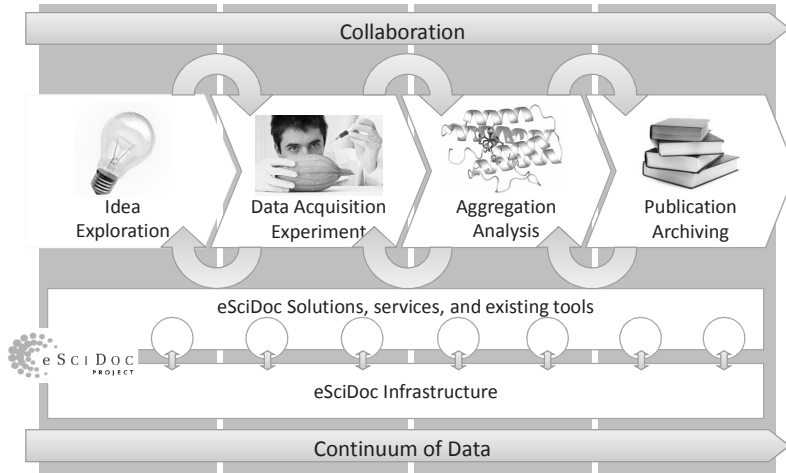 Collaboration
Idea
Exploration
Data Acquisition
Experiment
Aggregation
Analysis
Publication
Archiving
eSciDoc Solutions, services, and existing tools
eSciDoc
PROJECT
eSciDoc Infrastructure
Continuum of Data